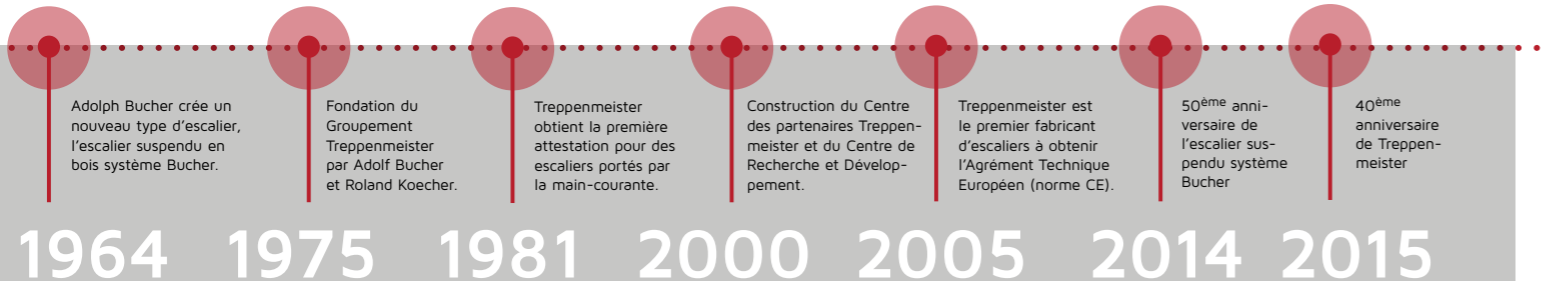 Adolph Bucher crée un
nouveau type d'escalier,
l'escalier suspendu en
bois système Bucher.
1964
Fondation du
Groupement
Treppenmeister
par Adolf Bucher
et Roland Koecher.
1975
Treppenmeister
obtient la première
attestation pour des
escaliers portés par
la main-courante.
1981
Construction du Centre
des partenaires Treppen-
meister et du Centre de
Recherche et Dévelop-
pement.
2000
Treppenmeister est
le premier fabricant
d'escaliers à obtenir
l'Agrément Technique
Européen (norme CE).
2005
50ème anni-
versaire de
l'escalier sus-
pendu système
Bucher
2014
40ème
anniversaire
de Treppen-
meister
2015